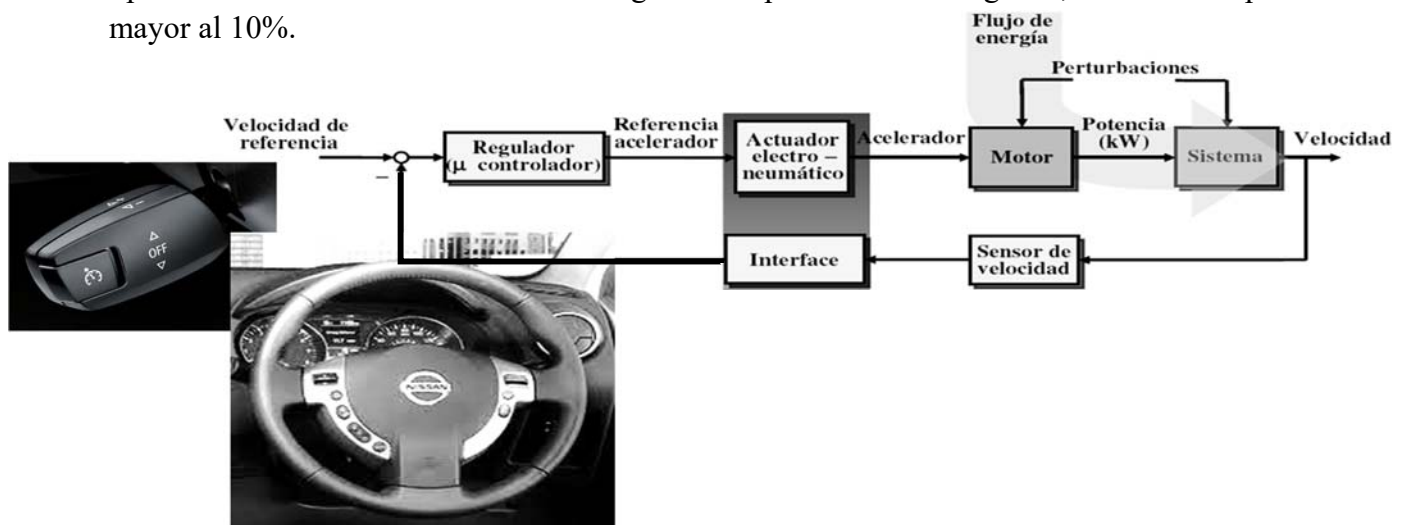 mayor al 10%.
Flujo de
energía
Perturbaciones
Velocidad de
referencia
Regulador
(μ controlador)
Referencia
acelerador
Actuador
electro –
neumático
Acelerador
Motor
Potencia
(kW)
Sistema
Velocidad
–
Interface
Sensor de
velocidad
OFF
NISSAN